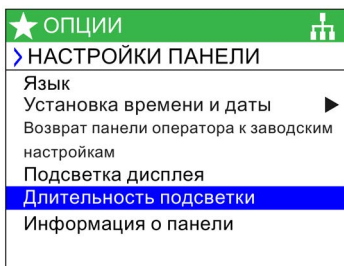 ОПЦИИ
НАСТРОЙКИ ПАНЕЛИ
Язык
Установка времени и даты
Возврат панели оператора к заводским
настройкам
Подсветка дисплея
Длительность подсветки
Информация о панели